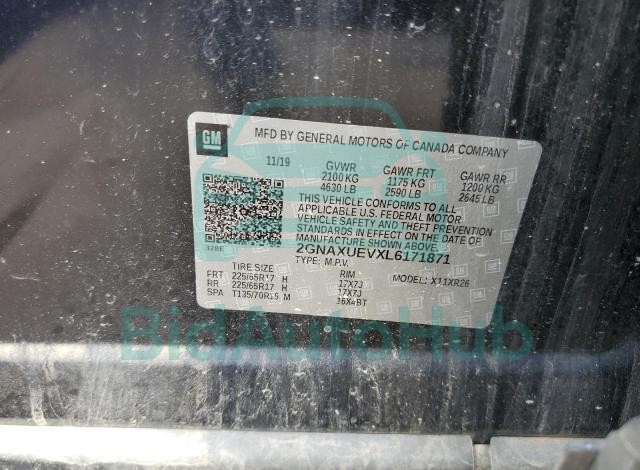 GM MFD BY GENERAL MOTORS OF CANADA COMPANY
11/19 GVWR GAWR FRT GAWR RR
2100 KG 1175 KG 1200 KG
4630 LB 2590 LB 2645 LB
THIS VEHICLE CONFORMS TO ALL
APPLICABLE U.S. FEDERAL MOTOR
VEHICLE SAFETY AND THEFT PREVENTION
STANDARDS IN EFFECT ON THE DATE OF
MANUFACTURE SHOWN ABOVE.
328E 2GNAXUEVXL6171871
TYPE: M.P.V. MODEL: X11XR26
TIRE SIZE RIM
FRT 225/65R17 H 17X7J
RR 225/65R17 H 17X7J
SPA T135/70R16 M 16X4BT
BidAutoHub